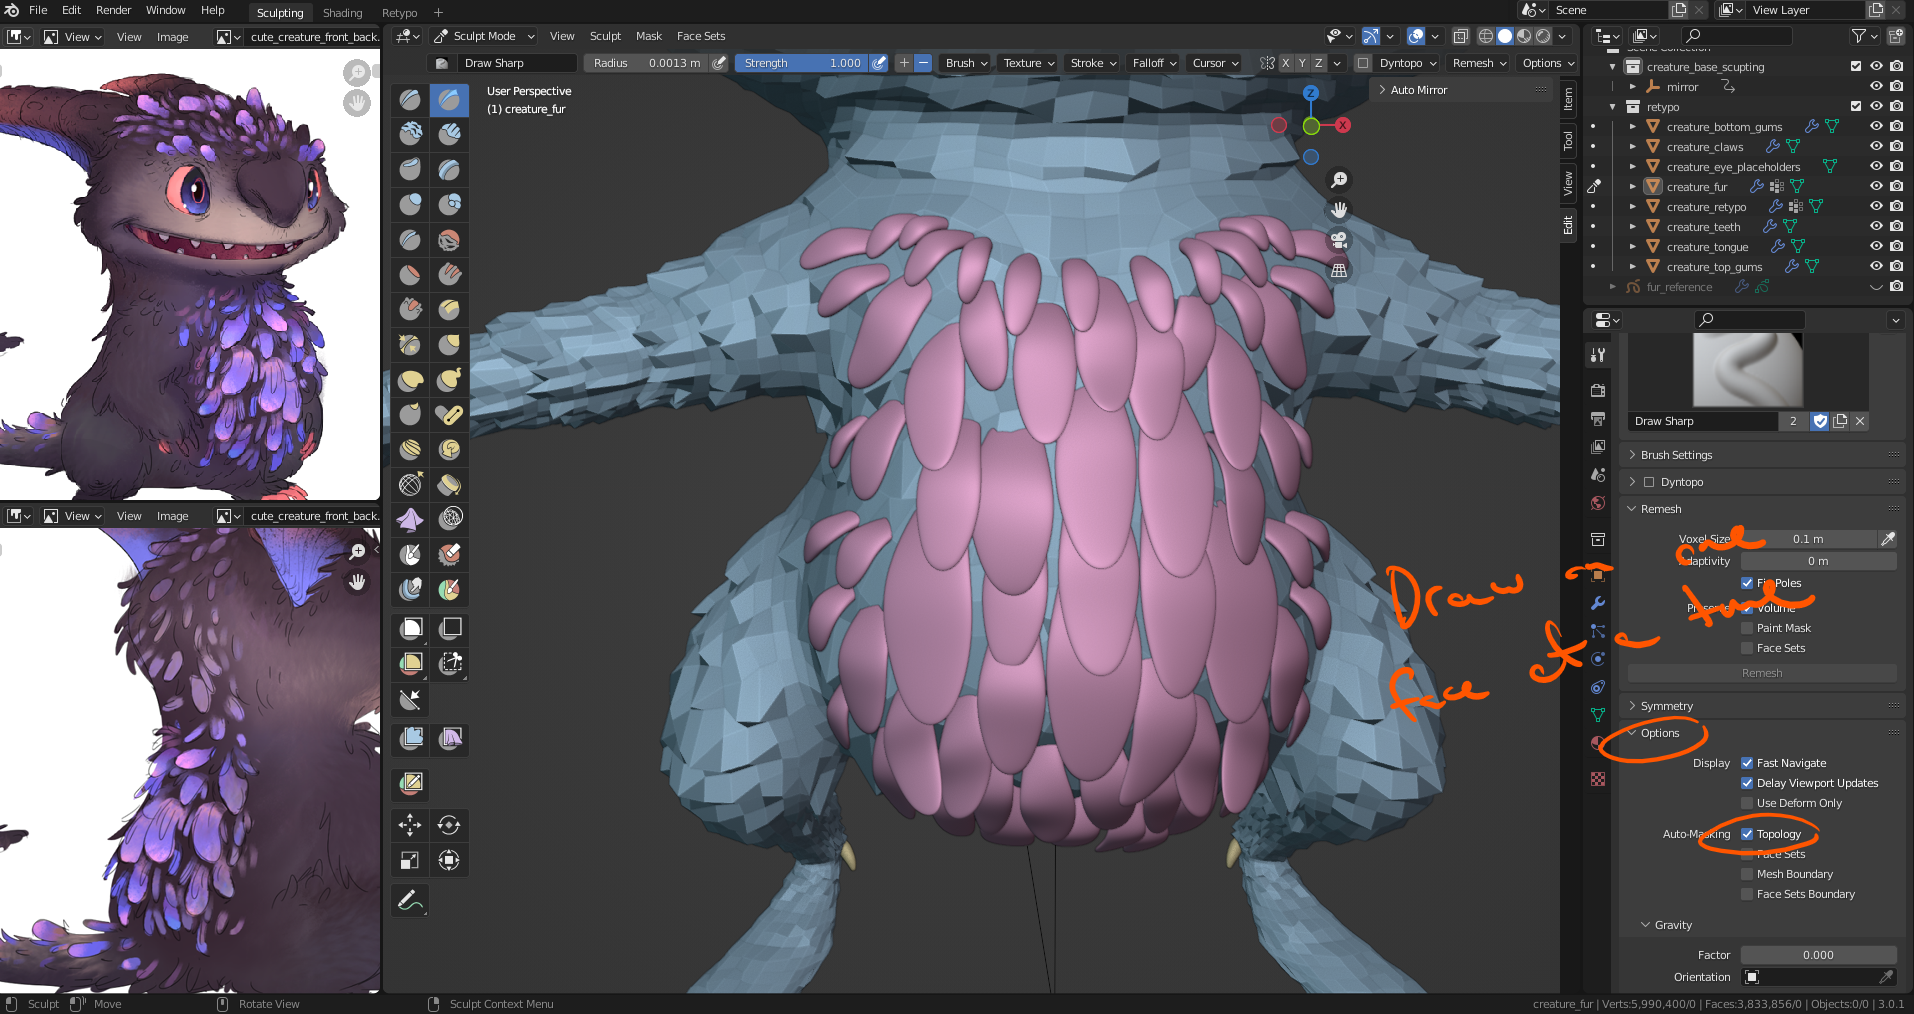 File Edit Render Window Help Sculpting Shading Retypo + Scene View Layer
View View Image cute_creature_front_back.
Sculpt Mode View Sculpt Mask Face Sets
Draw Sharp Radius 0.0013 m Strength 1.000 + − Brush Texture Stroke Falloff Cursor X Y Z Dyntopo Remesh Options
User Perspective
(1) creature_fur
Auto Mirror
Z
X
Item
Tool
View
Edit
Scene Collection
creature_base_scupting
mirror
retypo
creature_bottom_gums
creature_claws
creature_eye_placeholders
creature_fur
creature_retypo
creature_teeth
creature_tongue
creature_top_gums
fur_reference
Draw Sharp 2
Brush Settings
Dyntopo
Remesh
Voxel Size 0.1 m
Adaptivity 0 m
Fix Poles
Preserve Volume
Paint Mask
Face Sets
Remesh
Symmetry
Options
Display Fast Navigate
Delay Viewport Updates
Use Deform Only
Auto-Masking Topology
Face Sets
Mesh Boundary
Face Sets Boundary
Gravity
Factor 0.000
Orientation
Draw on one
face of a time
View View Image cute_creature_front_back.
Sculpt Move Rotate View Sculpt Context Menu creature_fur | Verts:5,990,400/0 | Faces:3,833,856/0 | Objects:0/0 | 3.0.1